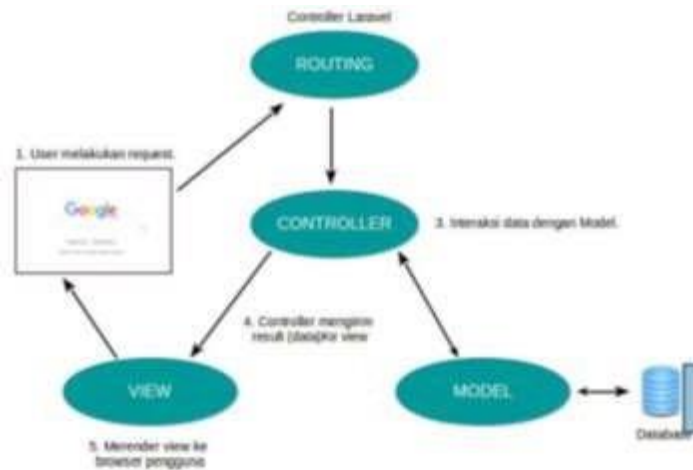 Controller Laravel
ROUTING
1. User melakukan request.
Google
CONTROLLER
3. Interaksi data dengan Model.
4. Controller mengirim
result (data)Ke view
VIEW
MODEL
Database
5. Merender view ke
browser pengguna